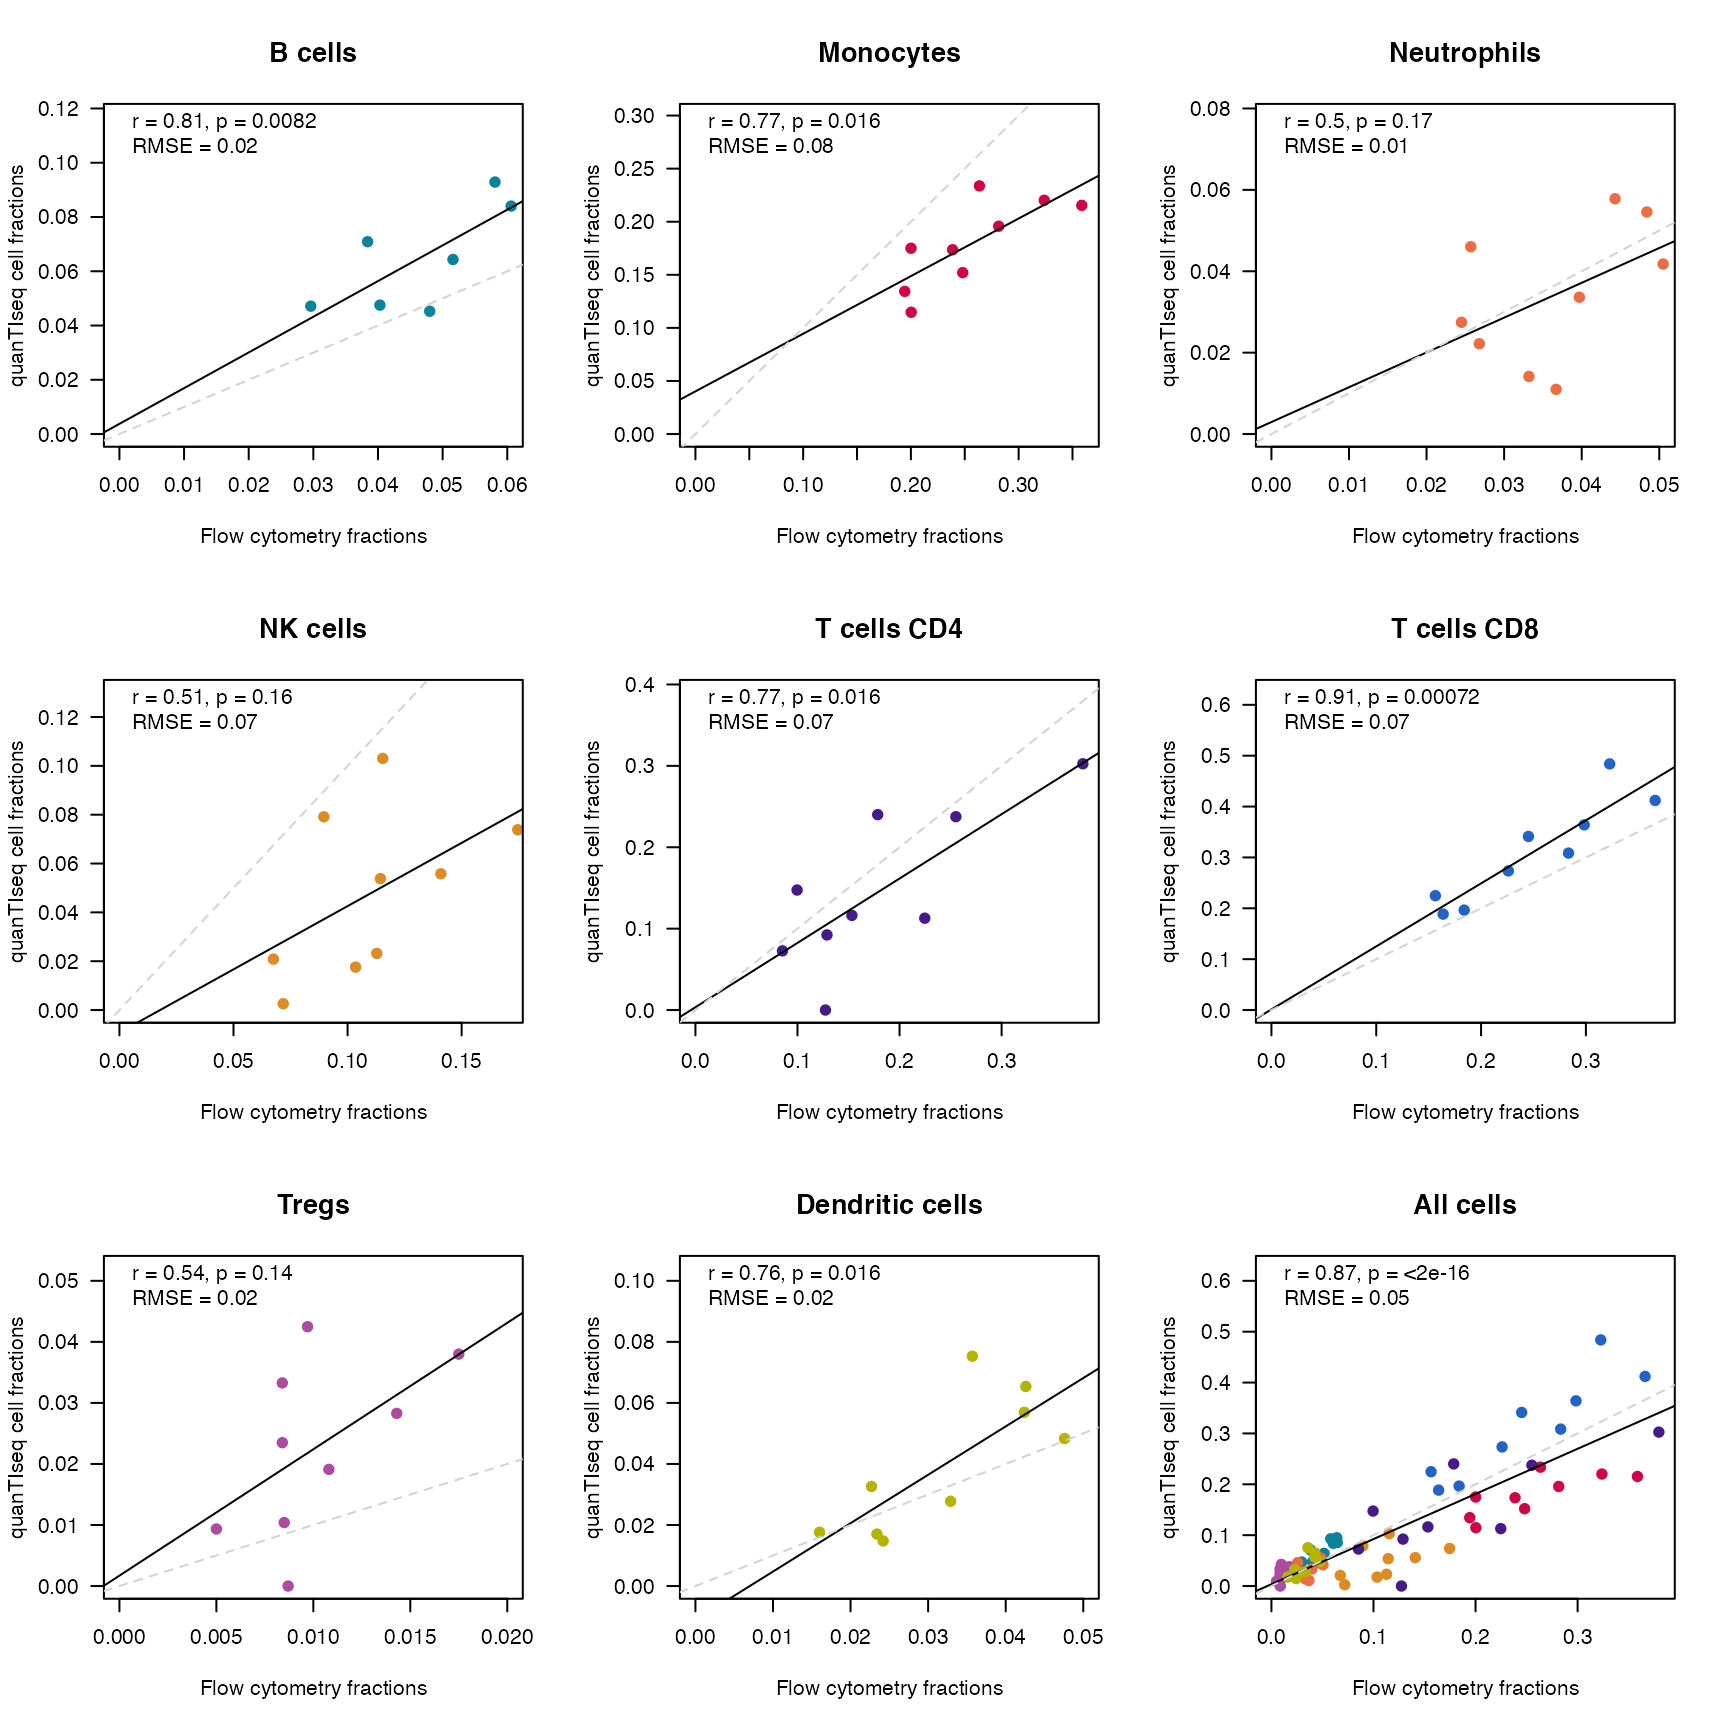 B cells
r = 0.81, p = 0.0082
RMSE = 0.02
quanTIseq cell fractions
0.12
0.10
0.08
0.06
0.04
0.02
0.00
0.00 0.01 0.02 0.03 0.04 0.05 0.06
Flow cytometry fractions
Monocytes
r = 0.77, p = 0.016
RMSE = 0.08
quanTIseq cell fractions
0.30
0.25
0.20
0.15
0.10
0.05
0.00
0.00 0.10 0.20 0.30
Flow cytometry fractions
Neutrophils
r = 0.5, p = 0.17
RMSE = 0.01
quanTIseq cell fractions
0.08
0.06
0.04
0.02
0.00
0.00 0.01 0.02 0.03 0.04 0.05
Flow cytometry fractions
NK cells
r = 0.51, p = 0.16
RMSE = 0.07
quanTIseq cell fractions
0.12
0.10
0.08
0.06
0.04
0.02
0.00
0.00 0.05 0.10 0.15
Flow cytometry fractions
T cells CD4
r = 0.77, p = 0.016
RMSE = 0.07
quanTIseq cell fractions
0.4
0.3
0.2
0.1
0.0
0.0 0.1 0.2 0.3
Flow cytometry fractions
T cells CD8
r = 0.91, p = 0.00072
RMSE = 0.07
quanTIseq cell fractions
0.6
0.5
0.4
0.3
0.2
0.1
0.0
0.0 0.1 0.2 0.3
Flow cytometry fractions
Tregs
r = 0.54, p = 0.14
RMSE = 0.02
quanTIseq cell fractions
0.05
0.04
0.03
0.02
0.01
0.00
0.000 0.005 0.010 0.015 0.020
Flow cytometry fractions
Dendritic cells
r = 0.76, p = 0.016
RMSE = 0.02
quanTIseq cell fractions
0.10
0.08
0.06
0.04
0.02
0.00
0.00 0.01 0.02 0.03 0.04 0.05
Flow cytometry fractions
All cells
r = 0.87, p = <2e-16
RMSE = 0.05
quanTIseq cell fractions
0.6
0.5
0.4
0.3
0.2
0.1
0.0
0.0 0.1 0.2 0.3
Flow cytometry fractions